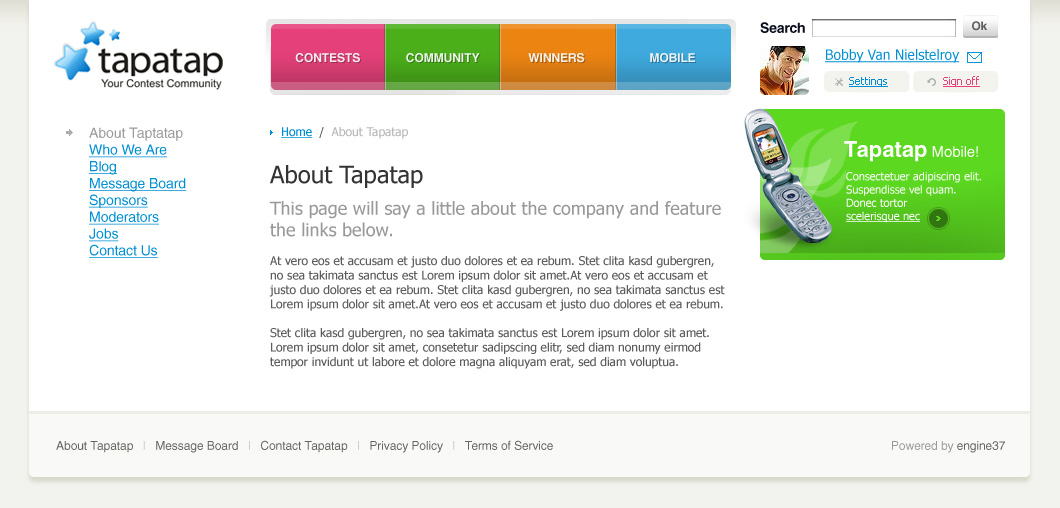 tapatap
Your Contest Community
CONTESTS
COMMUNITY
WINNERS
MOBILE
Search
Ok
Bobby Van Nielstelroy
Settings
Sign off
About Taptatap
Who We Are
Blog
Message Board
Sponsors
Moderators
Jobs
Contact Us
Home / About Tapatap
About Tapatap
This page will say a little about the company and feature
the links below.
At vero eos et accusam et justo duo dolores et ea rebum. Stet clita kasd gubergren,
no sea takimata sanctus est Lorem ipsum dolor sit amet.At vero eos et accusam et
justo duo dolores et ea rebum. Stet clita kasd gubergren, no sea takimata sanctus est
Lorem ipsum dolor sit amet.At vero eos et accusam et justo duo dolores et ea rebum.
Stet clita kasd gubergren, no sea takimata sanctus est Lorem ipsum dolor sit amet.
Lorem ipsum dolor sit amet, consetetur sadipscing elitr, sed diam nonumy eirmod
tempor invidunt ut labore et dolore magna aliquyam erat, sed diam voluptua.
Tapatap Mobile!
Consectetuer adipiscing elit.
Suspendisse vel quam.
Donec tortor
scelerisque nec
About Tapatap | Message Board | Contact Tapatap | Privacy Policy | Terms of Service
Powered by engine37